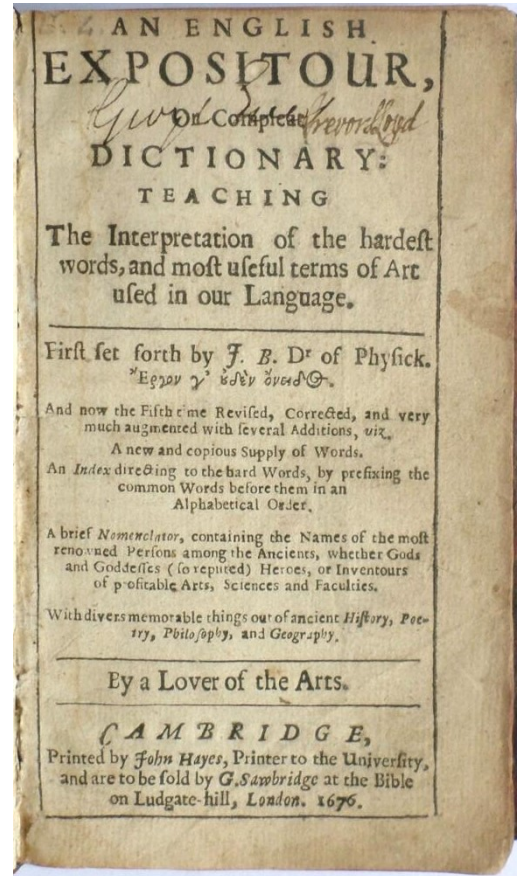 AN ENGLISH
EXPOSITOUR,
Or Compleat
DICTIONARY:
TEACHING
The Interpretation of the hardeſt
words, and moſt uſeful terms of Art
uſed in our Language.
Firſt ſet forth by J. B. Dr of Phyſick.
Ἔργον γ' ȣ̓δὲν ὄνειδ⊙.
And now the Fifth time Reviſed, Corrected, and very
much augmented with ſeveral Additions, viz.
A new and copious Supply of Words.
An Index directing to the hard Words, by prefixing the
common Words before them in an
Alphabetical Order.
A brief Nomenclator, containing the Names of the moſt
renowned Perſons among the Ancients, whether Gods
and Goddeſſes (ſo reputed) Heroes, or Inventours
of profitable Arts, Sciences and Faculties.
With divers memorable things out of ancient Hiſtory, Poe-
try, Philoſophy, and Geography.
By a Lover of the Arts.
CAMBRIDGE,
Printed by John Hayes, Printer to the Univerſity,
and are to be ſold by G. Sawbridge at the Bible
on Ludgate-hill, London. 1676.
Trevor Lloyd